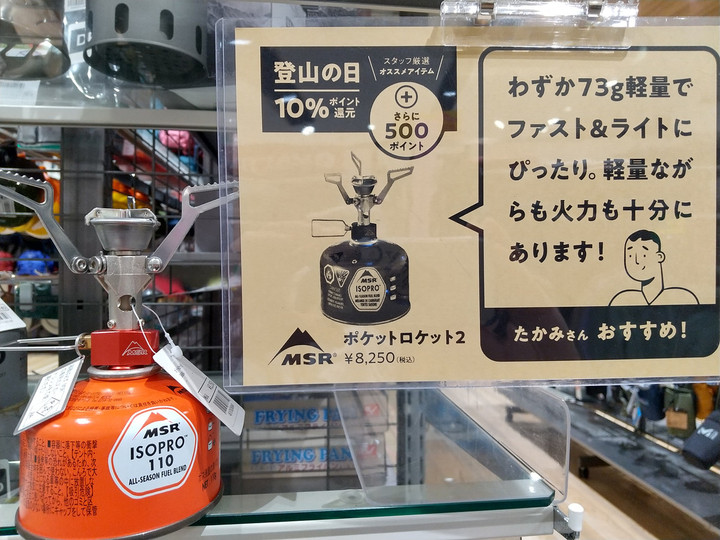 登山の日
10% ポイント還元
スタッフ厳選
オススメアイテム
+
さらに
500
ポイント
わずか73g軽量で
ファスト&ライトに
ぴったり。軽量なが
らも火力も十分に
あります!
たかみさん おすすめ!
MSR
ISOPRO
MSR® ポケットロケット2
¥8,250(税込)
MSR
ISOPRO™
110
ALL-SEASON FUEL BLEND
FRYING PAN
FRYING PAN